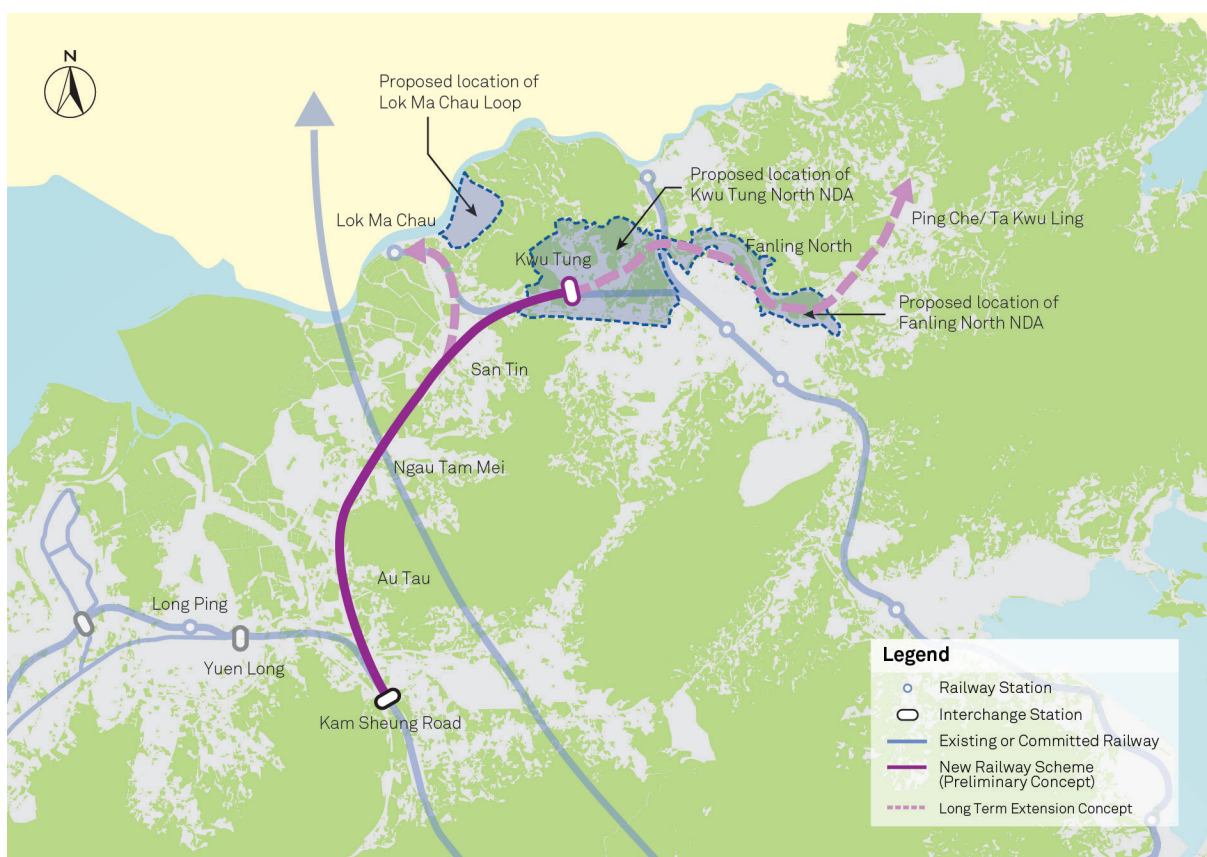 N
Proposed location of
Lok Ma Chau Loop
Proposed location of
Kwu Tung North NDA
Lok Ma Chau
Ping Che/ Ta Kwu Ling
Fanling North
Kwu Tung
Proposed location of
Fanling North NDA
San Tin
Ngau Tam Mei
Au Tau
Long Ping
Yuen Long
Kam Sheung Road
Legend
Railway Station
Interchange Station
Existing or Committed Railway
New Railway Scheme
(Preliminary Concept)
Long Term Extension Concept